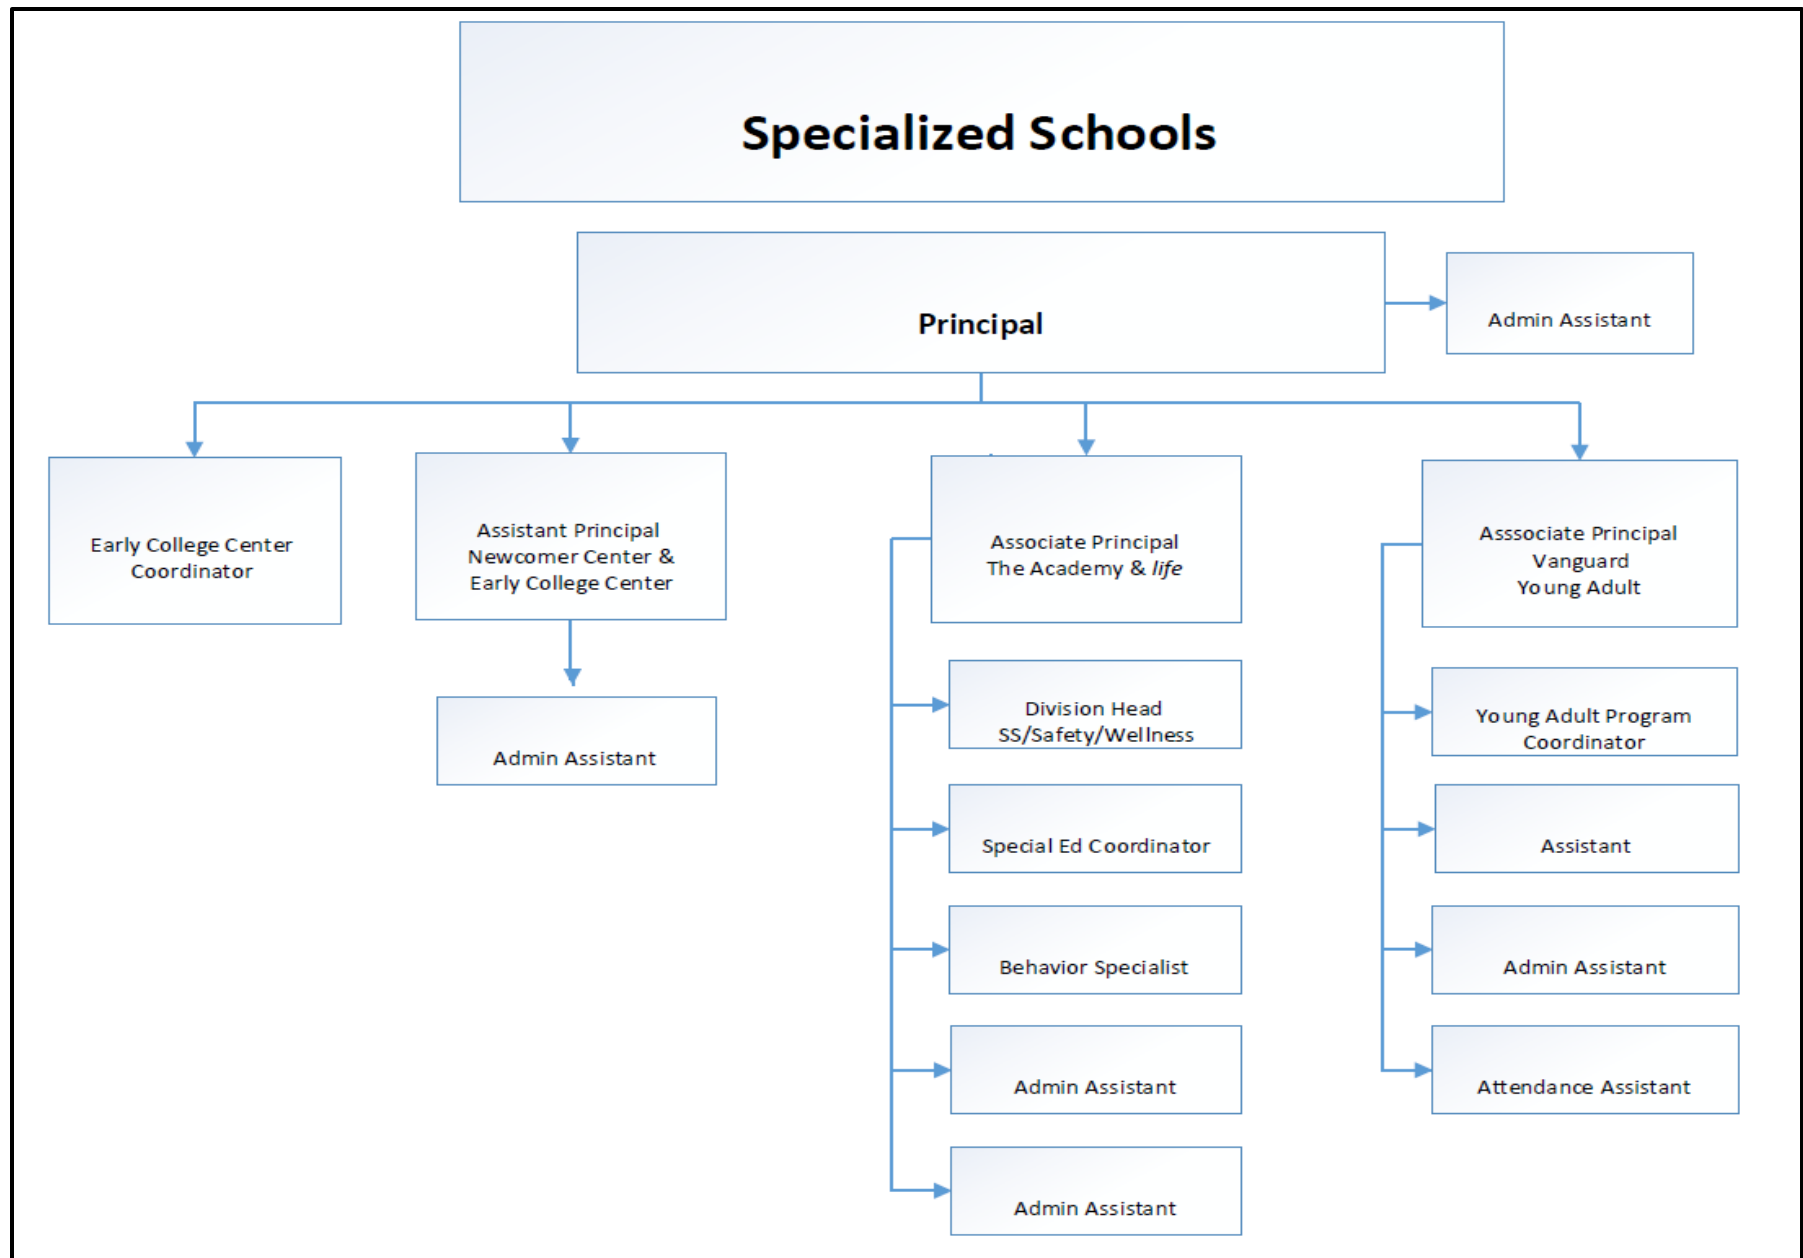 Specialized Schools
Principal
Admin Assistant
Early College Center
Coordinator
Assistant Principal
Newcomer Center &
Early College Center
Admin Assistant
Associate Principal
The Academy & life
Division Head
SS/Safety/Wellness
Special Ed Coordinator
Behavior Specialist
Admin Assistant
Admin Assistant
Asssociate Principal
Vanguard
Young Adult
Young Adult Program
Coordinator
Assistant
Admin Assistant
Attendance Assistant